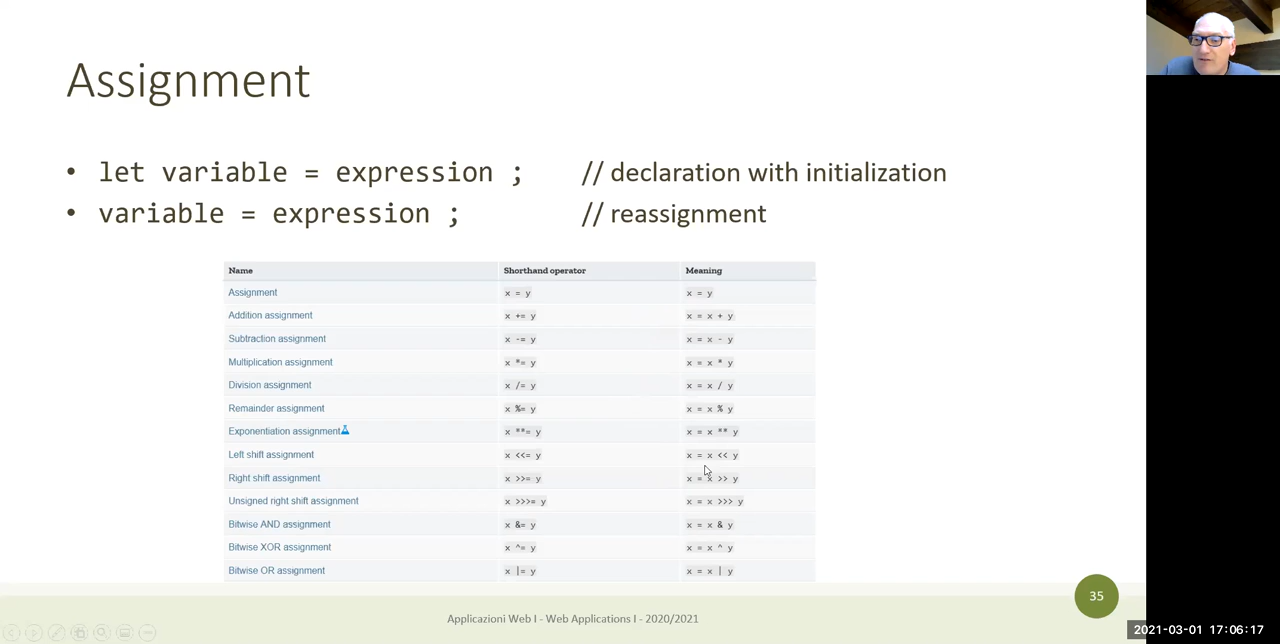 Assignment
• let variable = expression ; // declaration with initialization
• variable = expression ; // reassignment
Name Shorthand operator Meaning
Assignment x = y x = y
Addition assignment x += y x = x + y
Subtraction assignment x -= y x = x - y
Multiplication assignment x *= y x = x * y
Division assignment x /= y x = x / y
Remainder assignment x %= y x = x % y
Exponentiation assignment x **= y x = x ** y
Left shift assignment x <<= y x = x << y
Right shift assignment x >>= y x = x >> y
Unsigned right shift assignment x >>>= y x = x >>> y
Bitwise AND assignment x &= y x = x & y
Bitwise XOR assignment x ^= y x = x ^ y
Bitwise OR assignment x |= y x = x | y
35
Applicazioni Web I - Web Applications I - 2020/2021
2021-03-01 17:06:17